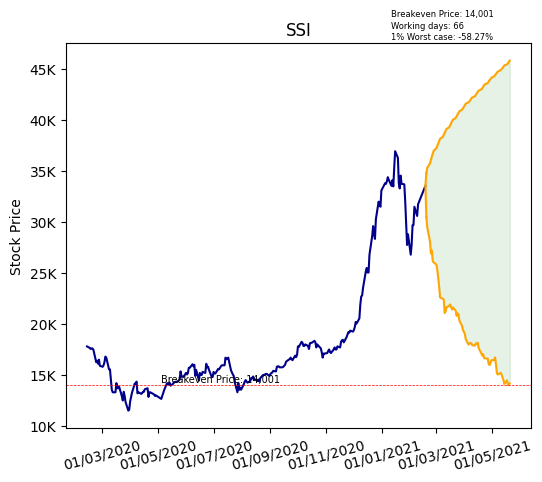 Breakeven Price: 14,001
Working days: 66
1% Worst case: -58.27%
SSI
45K
40K
35K
30K
25K
20K
15K
10K
Stock Price
Breakeven Price: 14,001
01/03/2020
01/05/2020
01/07/2020
01/09/2020
01/11/2020
01/01/2021
01/03/2021
01/05/2021